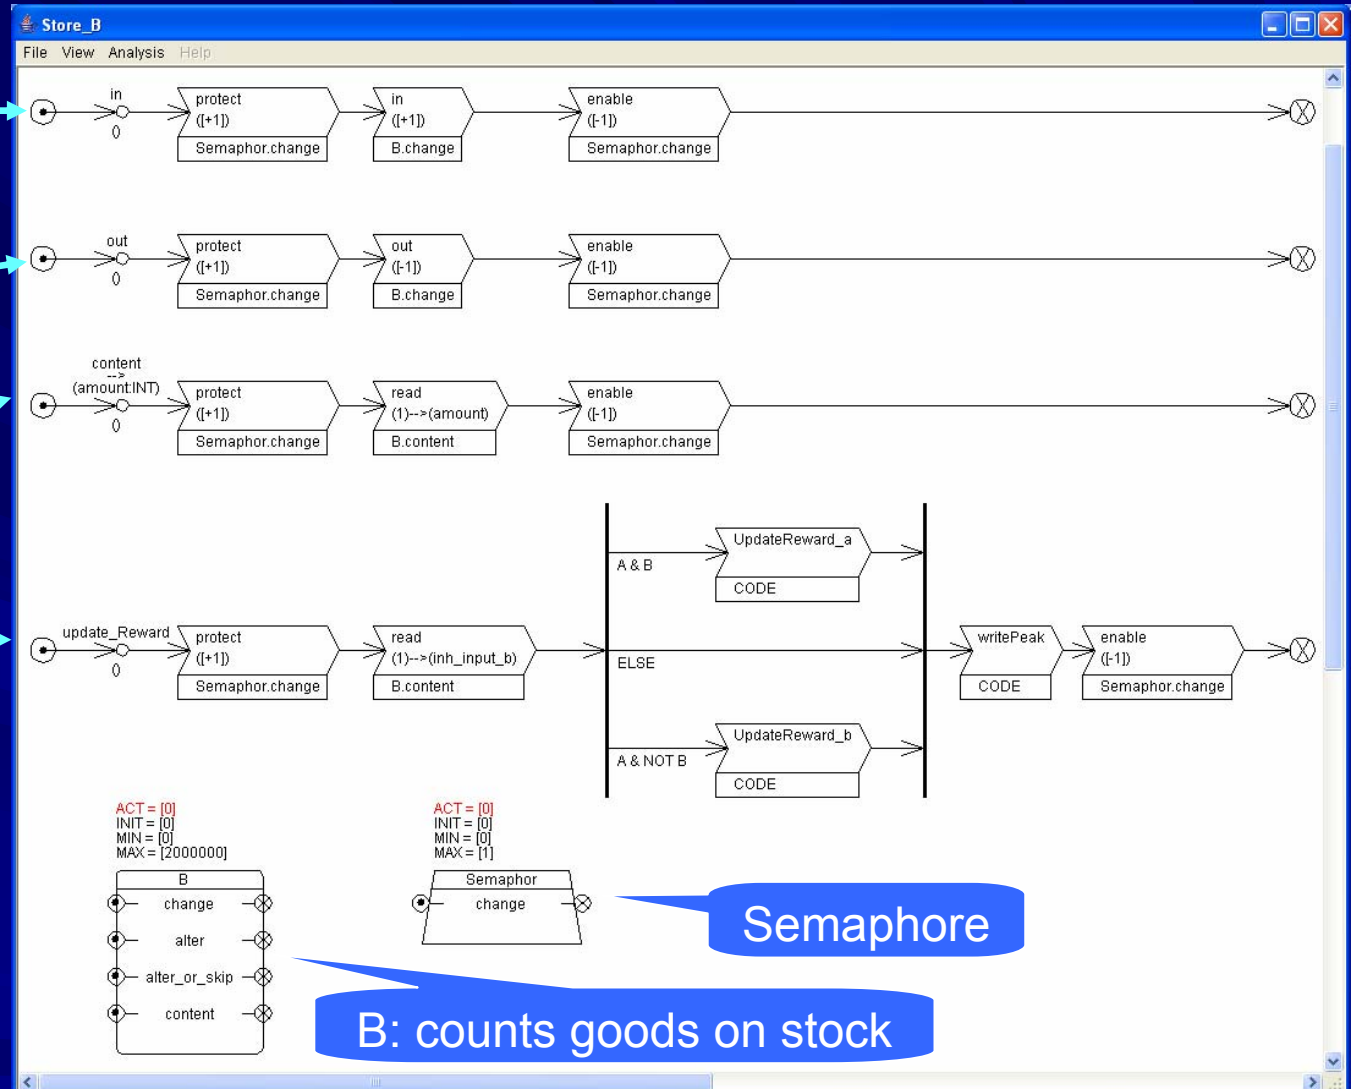 Store_B
File View Analysis Help
in
()
protect
([+1])
Semaphor.change
in
([+1])
B.change
enable
([-1])
Semaphor.change
out
()
protect
([+1])
Semaphor.change
out
([-1])
B.change
enable
([-1])
Semaphor.change
content
-->
(amount:INT)
()
protect
([+1])
Semaphor.change
read
(1)-->(amount)
B.content
enable
([-1])
Semaphor.change
update_Reward
()
protect
([+1])
Semaphor.change
read
(1)-->(inh_input_b)
B.content
A & B
UpdateReward_a
CODE
ELSE
A & NOT B
UpdateReward_b
CODE
writePeak
CODE
enable
([-1])
Semaphor.change
ACT = [0]
INIT = [0]
MIN = [0]
MAX = [2000000]
B
change
alter
alter_or_skip
content
ACT = [0]
INIT = [0]
MIN = [0]
MAX = [1]
Semaphor
change
Semaphore
B: counts goods on stock